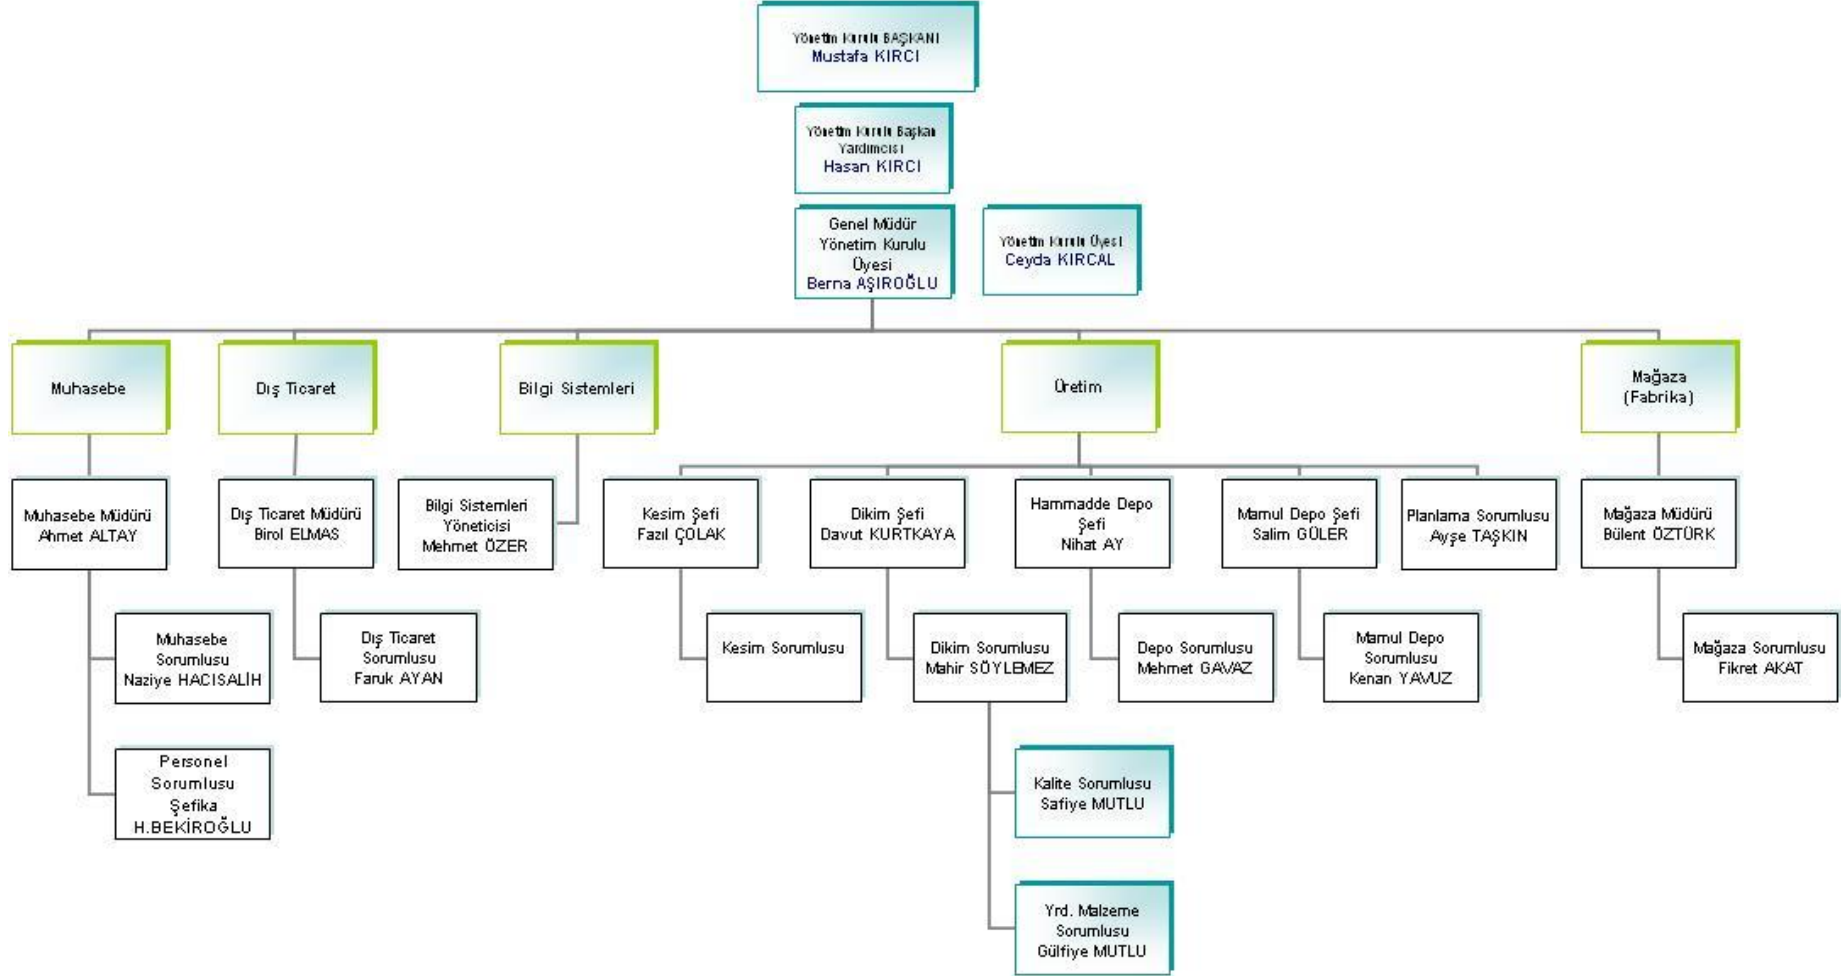 Yönetim Kurulu BAŞKANI
Mustafa KIRCI
Yönetim Kurulu Başkan
Yardımcısı
Hasan KIRCI
Genel Müdür
Yönetim Kurulu
Üyesi
Berna AŞIROĞLU
Yönetim Kurulu Üyesi
Ceyda KIRCAL
Muhasebe
Dış Ticaret
Bilgi Sistemleri
Üretim
Mağaza
(Fabrika)
Muhasebe Müdürü
Ahmet ALTAY
Dış Ticaret Müdürü
Birol ELMAS
Bilgi Sistemleri
Yöneticisi
Mehmet ÖZER
Kesim Şefi
Fazıl ÇOLAK
Dikim Şefi
Davut KURTKAYA
Hammadde Depo
Şefi
Nihat AY
Mamul Depo Şefi
Salim GÜLER
Planlama Sorumlusu
Ayşe TAŞKIN
Mağaza Müdürü
Bülent ÖZTÜRK
Muhasebe
Sorumlusu
Naziye HACISALİH
Dış Ticaret
Sorumlusu
Faruk AYAN
Kesim Sorumlusu
Dikim Sorumlusu
Mahir SÖYLEMEZ
Depo Sorumlusu
Mehmet GAVAZ
Mamul Depo
Sorumlusu
Kenan YAVUZ
Mağaza Sorumlusu
Fikret AKAT
Personel
Sorumlusu
Şefika
H.BEKİROĞLU
Kalite Sorumlusu
Safiye MUTLU
Yrd. Malzeme
Sorumlusu
Gülfiye MUTLU